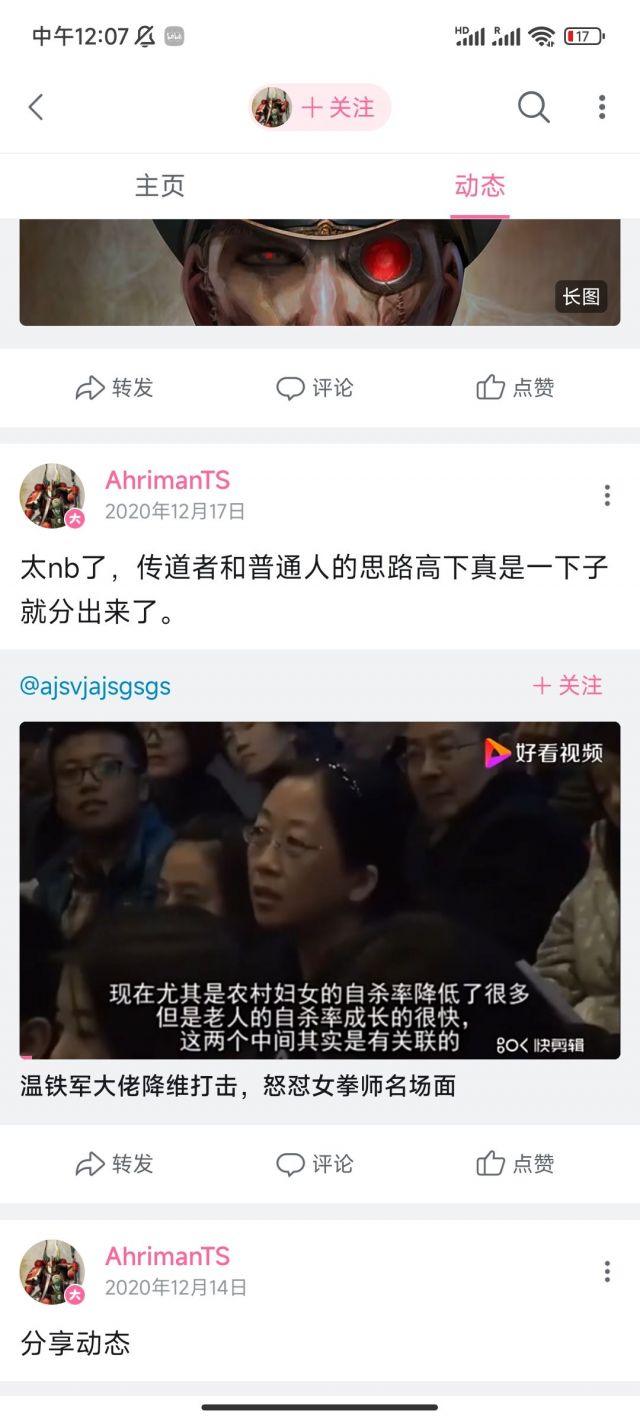 中午12:07
HD R 17
关注
主页 动态
长图
转发 评论 点赞
AhrimanTS
大 2020年12月17日
太nb了，传道者和普通人的思路高下真是一下子
就分出来了。
@ajsvjajsgsgs 关注
好看视频
现在尤其是农村妇女的自杀率降低了很多
但是老人的自杀率成长的很快，
这两个中间其实是有关联的
快剪辑
温铁军大佬降维打击，怒怼女拳师名场面
转发 评论 点赞
AhrimanTS
大 2020年12月14日
分享动态